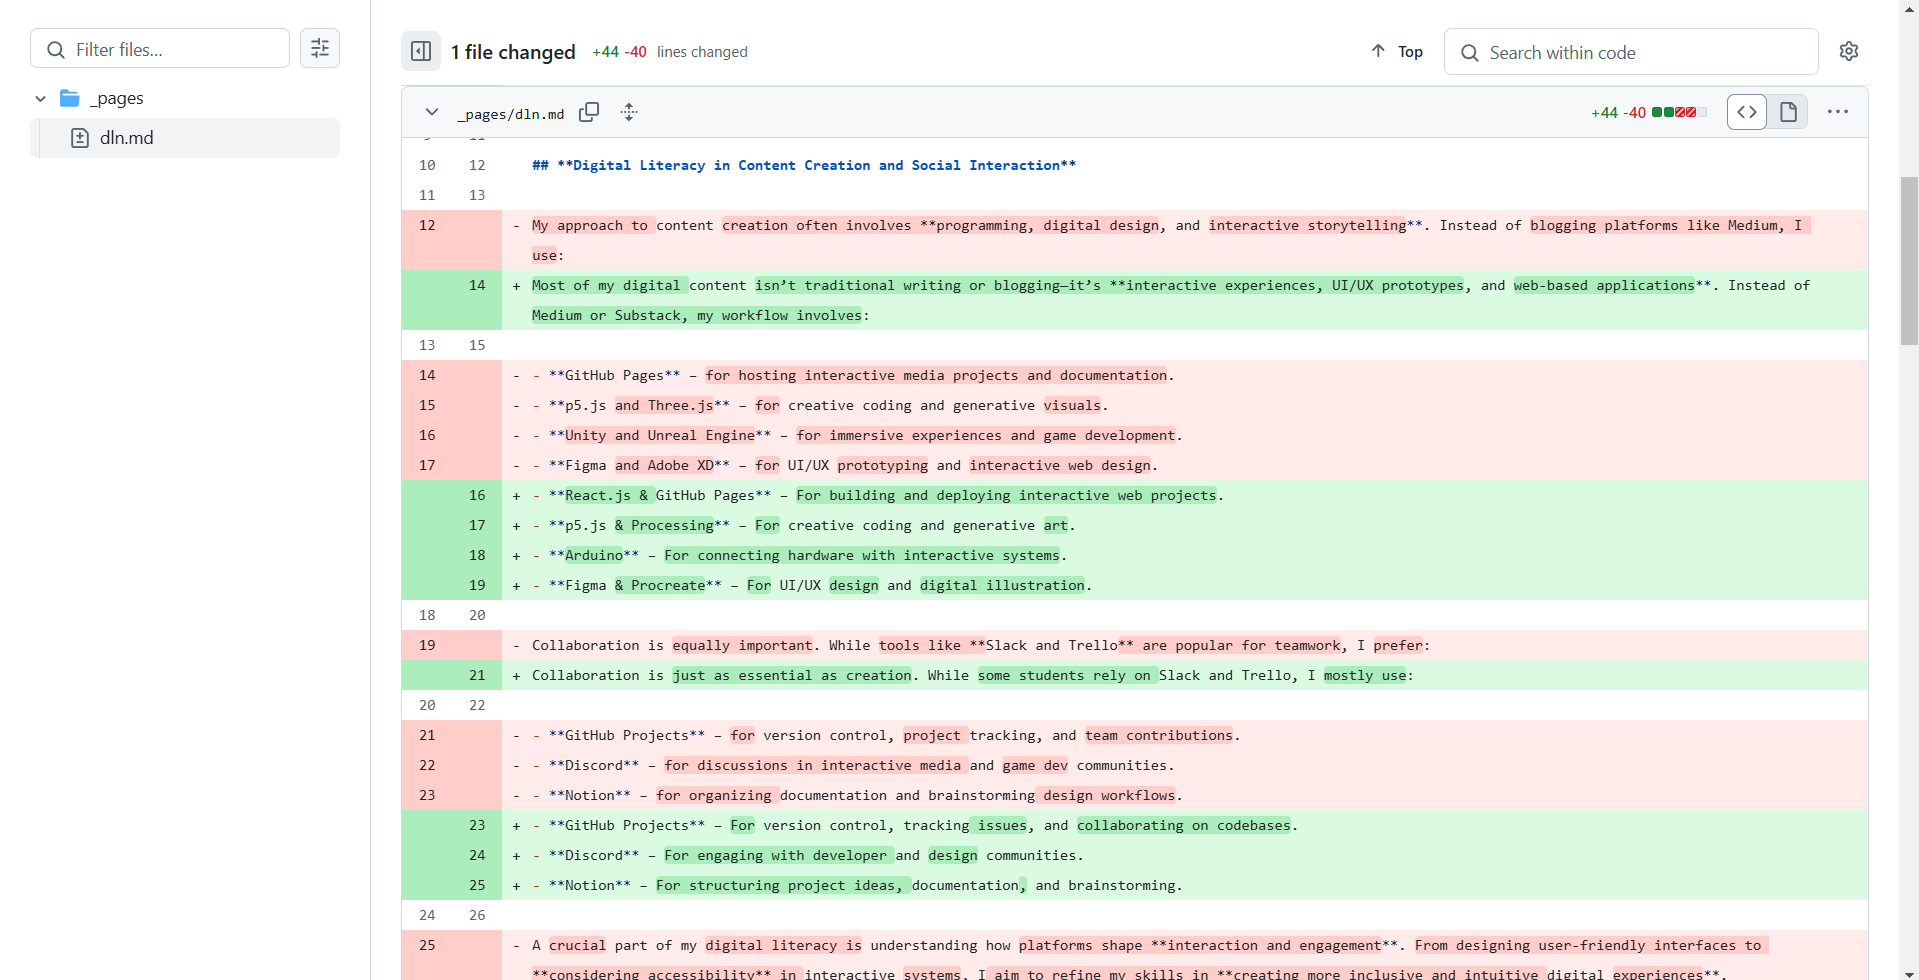 Filter files...
_pages
dln.md
1 file changed +44 -40 lines changed
Top
Search within code
_pages/dln.md
+44 -40
10 12 ## **Digital Literacy in Content Creation and Social Interaction**
11 13
12 - My approach to content creation often involves **programming, digital design, and interactive storytelling**. Instead of blogging platforms like Medium, I
use:
14 + Most of my digital content isn’t traditional writing or blogging—it’s **interactive experiences, UI/UX prototypes, and web-based applications**. Instead of
Medium or Substack, my workflow involves:
13 15
14 - - **GitHub Pages** – for hosting interactive media projects and documentation.
15 - - **p5.js and Three.js** – for creative coding and generative visuals.
16 - - **Unity and Unreal Engine** – for immersive experiences and game development.
17 - - **Figma and Adobe XD** – for UI/UX prototyping and interactive web design.
16 + - **React.js & GitHub Pages** – For building and deploying interactive web projects.
17 + - **p5.js & Processing** – For creative coding and generative art.
18 + - **Arduino** – For connecting hardware with interactive systems.
19 + - **Figma & Procreate** – For UI/UX design and digital illustration.
18 20
19 - Collaboration is equally important. While tools like **Slack and Trello** are popular for teamwork, I prefer:
21 + Collaboration is just as essential as creation. While some students rely on Slack and Trello, I mostly use:
20 22
21 - - **GitHub Projects** – for version control, project tracking, and team contributions.
22 - - **Discord** – for discussions in interactive media and game dev communities.
23 - - **Notion** – for organizing documentation and brainstorming design workflows.
23 + - **GitHub Projects** – For version control, tracking issues, and collaborating on codebases.
24 + - **Discord** – For engaging with developer and design communities.
25 + - **Notion** – For structuring project ideas, documentation, and brainstorming.
24 26
25 - A crucial part of my digital literacy is understanding how platforms shape **interaction and engagement**. From designing user-friendly interfaces to
**considering accessibility** in interactive systems, I aim to refine my skills in **creating more inclusive and intuitive digital experiences**.